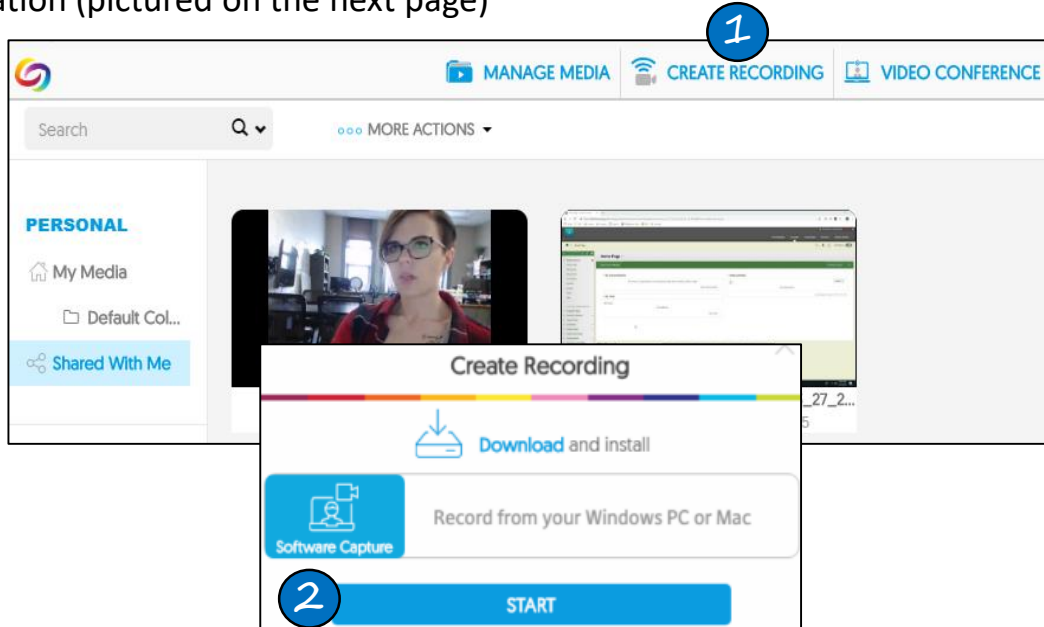 ation (pictured on the next page)
1
MANAGE MEDIA CREATE RECORDING VIDEO CONFERENCE
Search
ooo MORE ACTIONS
PERSONAL
My Media
Default Col...
Shared With Me
_27_2...
5
Create Recording
Download and install
Software Capture
Record from your Windows PC or Mac
2
START